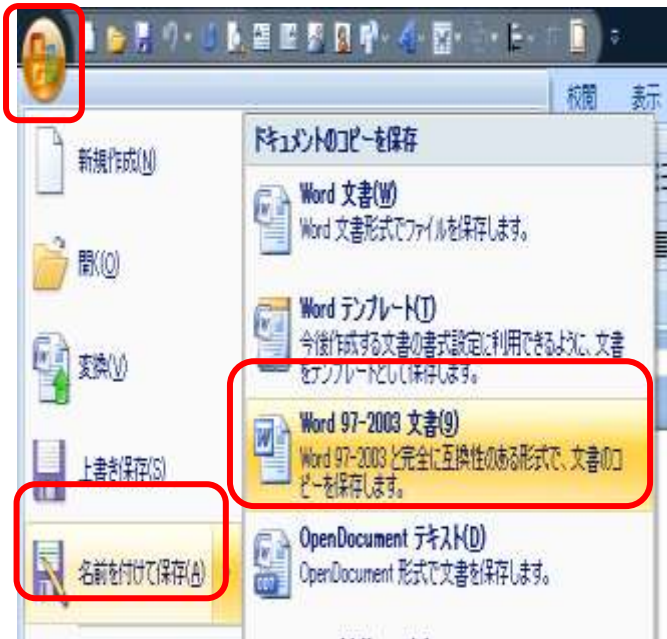 校閲 表示
新規作成(N)
開く(O)
変換(V)
上書き保存(S)
名前を付けて保存(A)
ドキュメントのコピーを保存
Word 文書(W)
Word 文書形式でファイルを保存します。
Word テンプレート(T)
今後作成する文書の書式設定に利用できるように、文書
をテンプレートとして保存します。
Word 97-2003 文書(9)
Word 97-2003 と完全に互換性のある形式で、文書のコ
ピーを保存します。
OpenDocument テキスト(D)
OpenDocument 形式で文書を保存します。